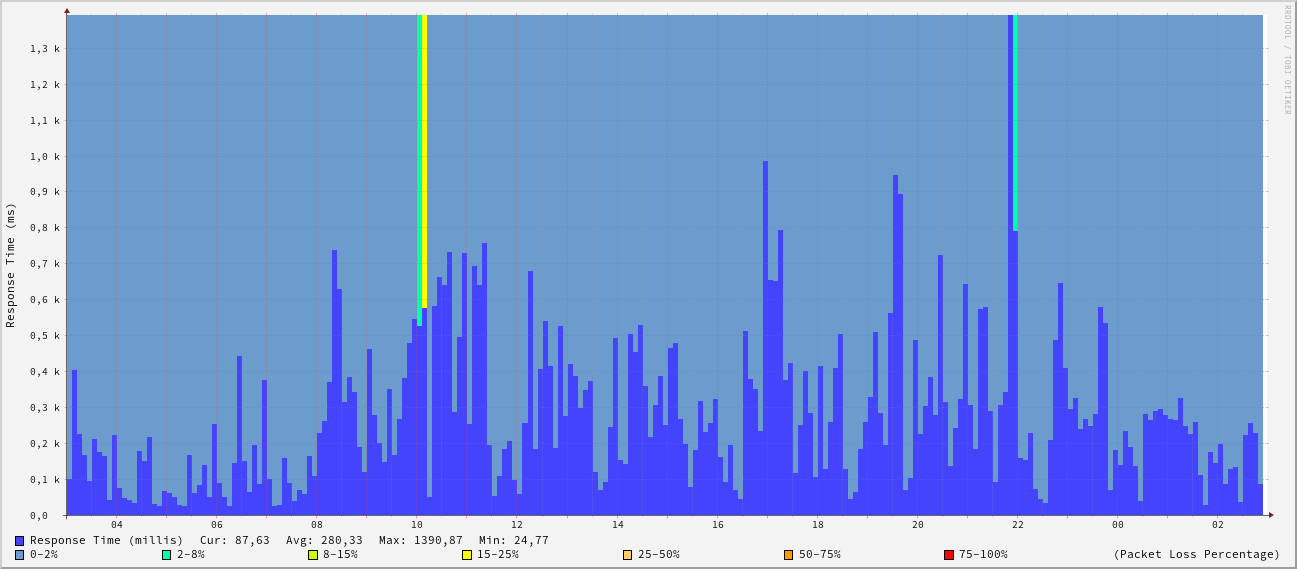 RRDTOOL / TOBI OETIKER
Response Time (ms)
1,3 k
1,2 k
1,1 k
1,0 k
0,9 k
0,8 k
0,7 k
0,6 k
0,5 k
0,4 k
0,3 k
0,2 k
0,1 k
0,0
04 06 08 10 12 14 16 18 20 22 00 02
Response Time (millis) Cur: 87,63 Avg: 280,33 Max: 1390,87 Min: 24,77
0-2% 2-8% 8-15% 15-25% 25-50% 50-75% 75-100% (Packet Loss Percentage)